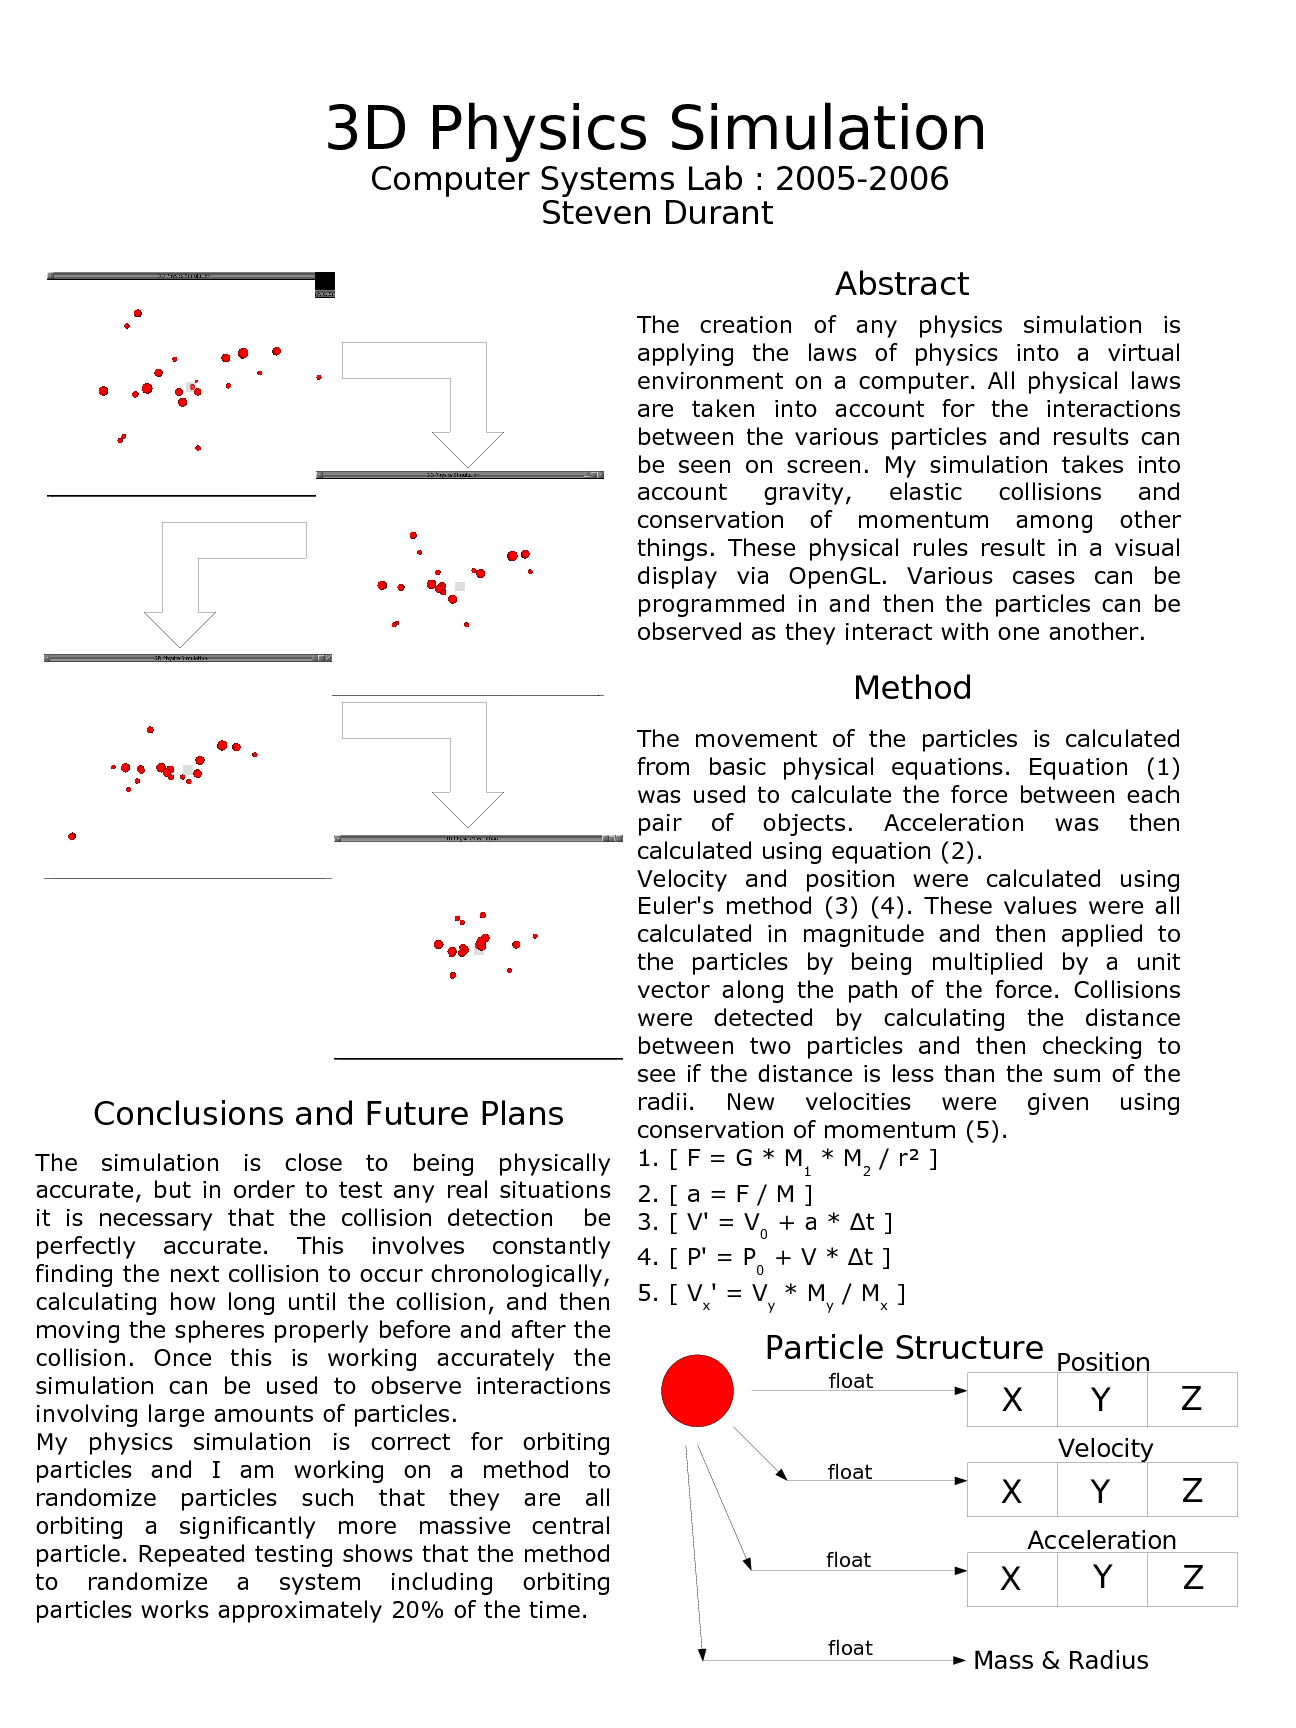 3D Physics Simulation
Computer Systems Lab : 2005-2006
Steven Durant
3D Physics Simulation
3D Physics Simulation
3D Physics Simulation
Abstract
The creation of any physics simulation is
applying the laws of physics into a virtual
environment on a computer. All physical laws
are taken into account for the interactions
between the various particles and results can
be seen on screen. My simulation takes into
account gravity, elastic collisions and
conservation of momentum among other
things. These physical rules result in a visual
display via OpenGL. Various cases can be
programmed in and then the particles can be
observed as they interact with one another.
Method
The movement of the particles is calculated
from basic physical equations. Equation (1)
was used to calculate the force between each
pair of objects. Acceleration was then
calculated using equation (2).
Velocity and position were calculated using
Euler's method (3) (4). These values were all
calculated in magnitude and then applied to
the particles by being multiplied by a unit
vector along the path of the force. Collisions
were detected by calculating the distance
between two particles and then checking to
see if the distance is less than the sum of the
radii. New velocities were given using
conservation of momentum (5).
1. [ F = G * M₁ * M₂ / r² ]
2. [ a = F / M ]
3. [ V' = V₀ + a * Δt ]
4. [ P' = P₀ + V * Δt ]
5. [ Vₓ' = Vy * My / Mₓ ]
Conclusions and Future Plans
The simulation is close to being physically
accurate, but in order to test any real situations
it is necessary that the collision detection be
perfectly accurate. This involves constantly
finding the next collision to occur chronologically,
calculating how long until the collision, and then
moving the spheres properly before and after the
collision. Once this is working accurately the
simulation can be used to observe interactions
involving large amounts of particles.
My physics simulation is correct for orbiting
particles and I am working on a method to
randomize particles such that they are all
orbiting a significantly more massive central
particle. Repeated testing shows that the method
to randomize a system including orbiting
particles works approximately 20% of the time.
Particle Structure
Position
float
X Y Z
Velocity
float
X Y Z
Acceleration
float
X Y Z
float
Mass & Radius